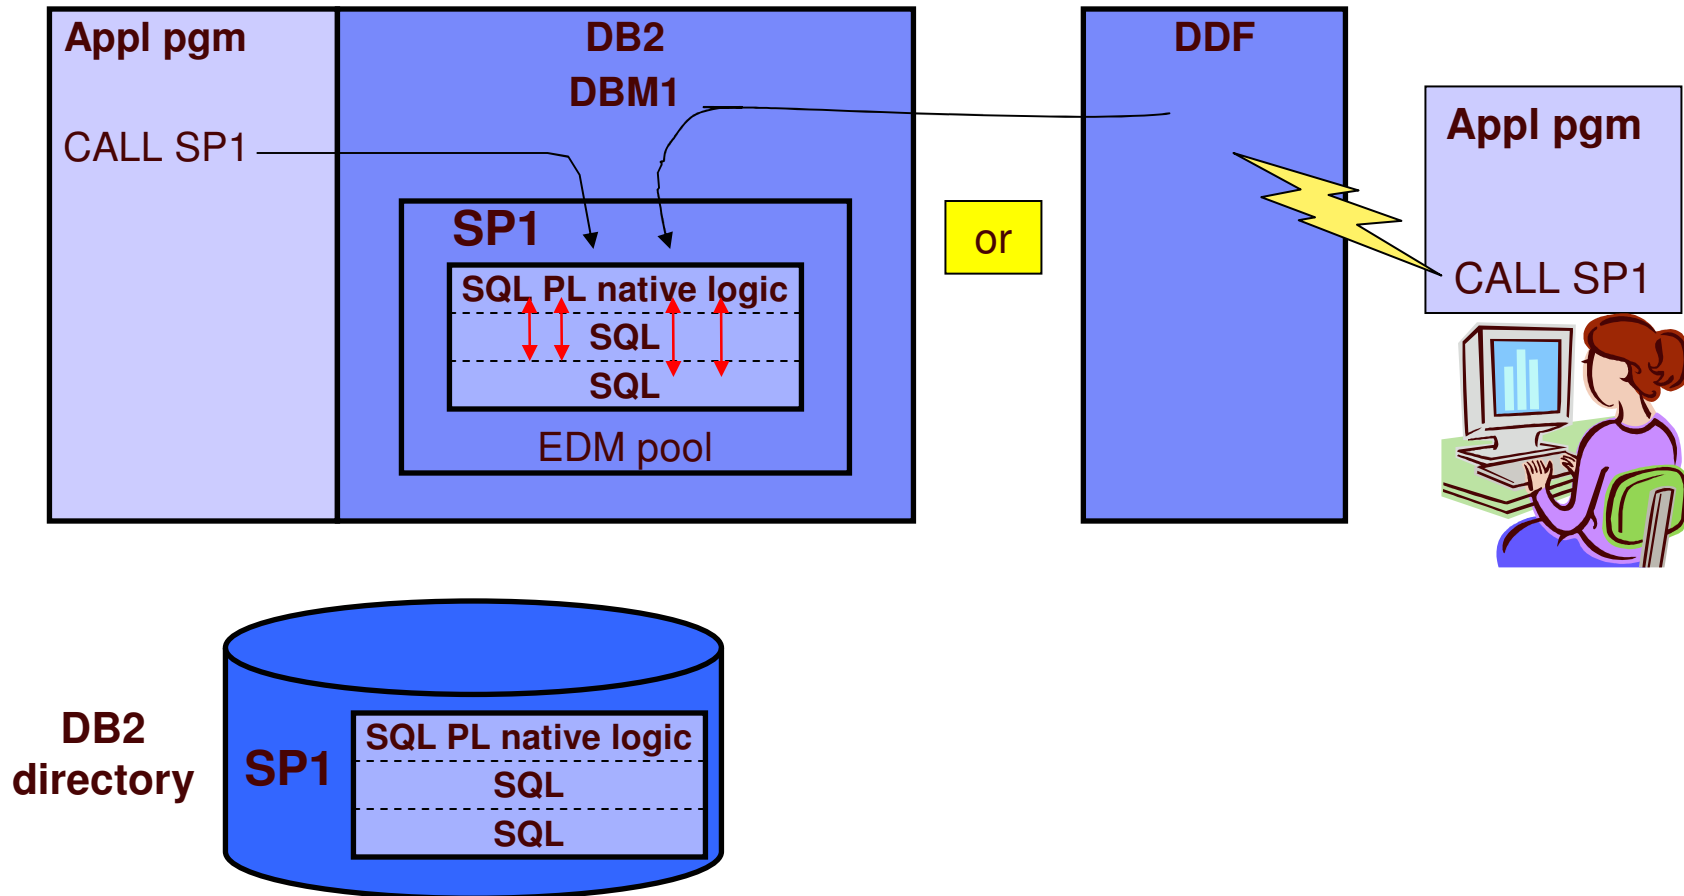 Appl pgm
CALL SP1
DB2
DBM1
SP1
SQL PL native logic
SQL
SQL
EDM pool
or
DDF
Appl pgm
CALL SP1
DB2
directory
SP1
SQL PL native logic
SQL
SQL